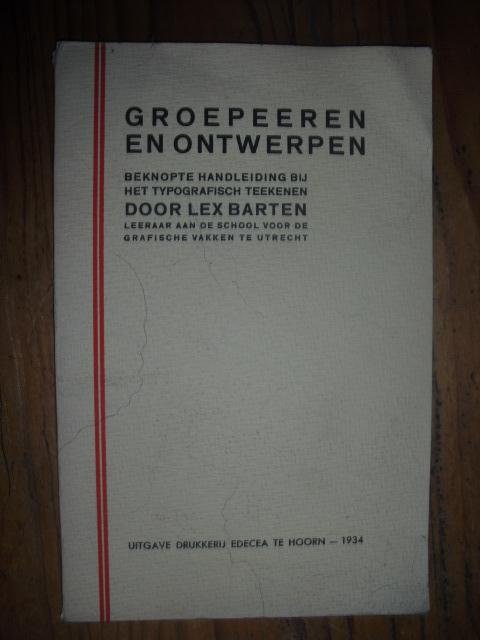 GROEPEEREN
EN ONTWERPEN
BEKNOPTE HANDLEIDING BIJ
HET TYPOGRAFISCH TEEKENEN
DOOR LEX BARTEN
LEERAAR AAN DE SCHOOL VOOR DE
GRAFISCHE VAKKEN TE UTRECHT
UITGAVE DRUKKERIJ EDECEA TE HOORN – 1934